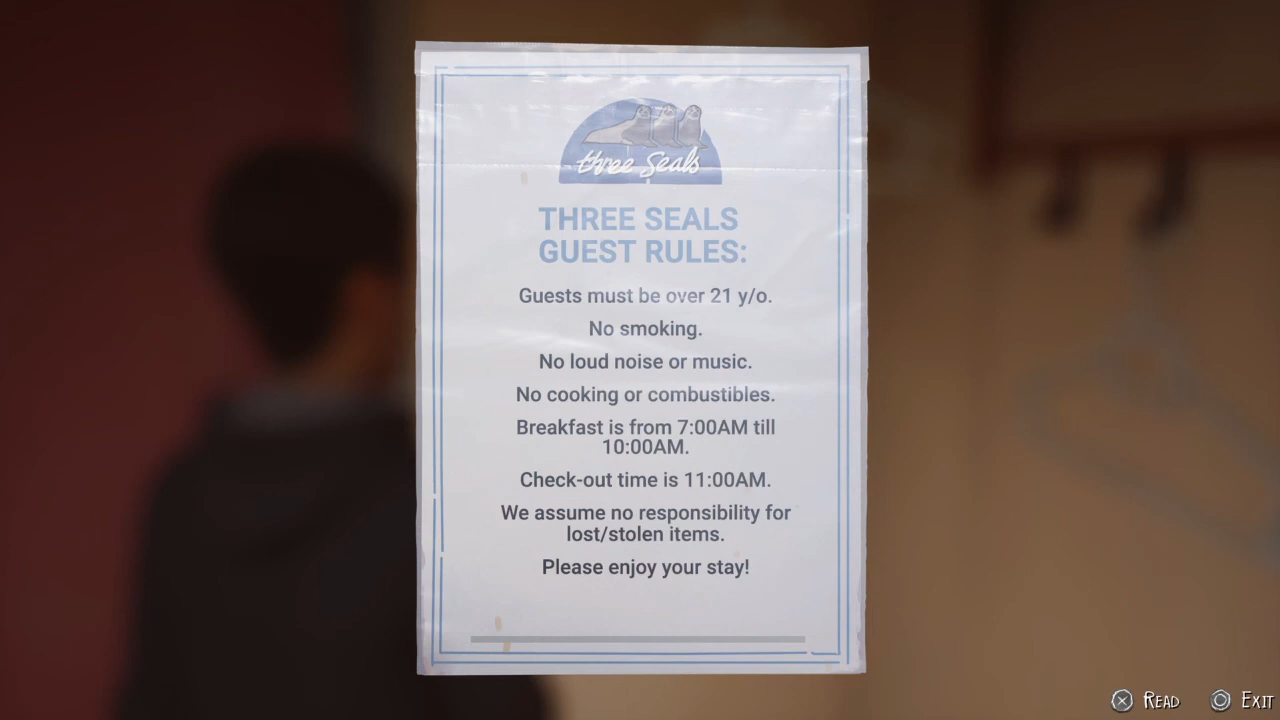 three Seals
THREE SEALS
GUEST RULES:
Guests must be over 21 y/o.
No smoking.
No loud noise or music.
No cooking or combustibles.
Breakfast is from 7:00AM till
10:00AM.
Check-out time is 11:00AM.
We assume no responsibility for
lost/stolen items.
Please enjoy your stay!
READ EXIT